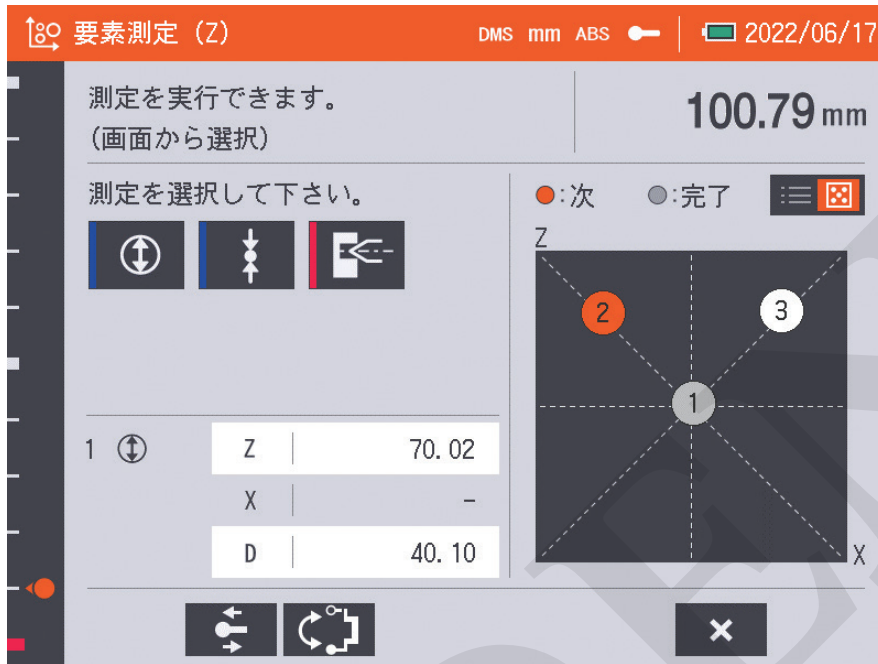 要素測定 (Z)
DMS mm ABS 2022/06/17
測定を実行できます。
(画面から選択)
100.79 mm
測定を選択して下さい。
:次 :完了
Z
2
3
1
X
1
Z 70.02
X -
D 40.10